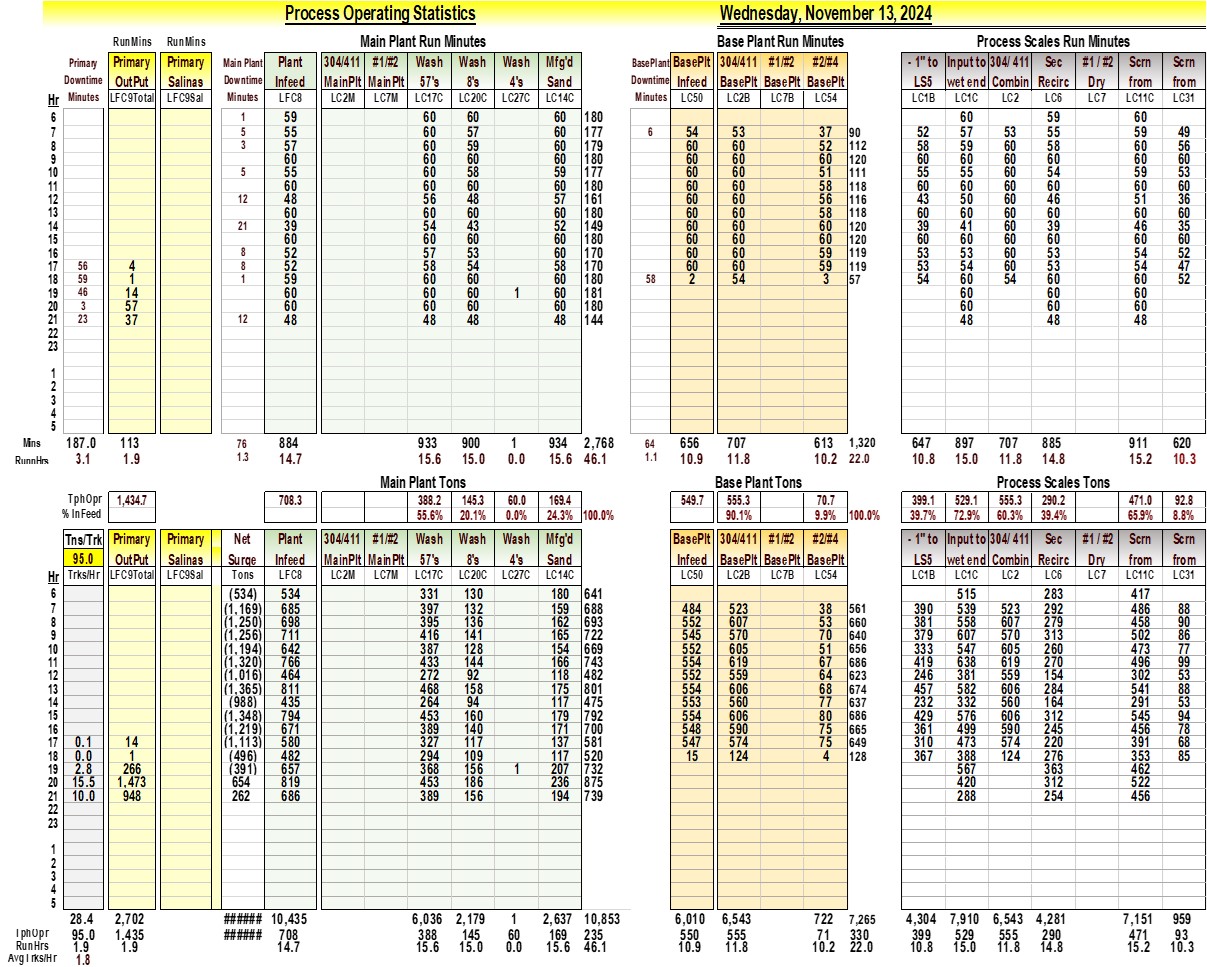 Process Operating Statistics Wednesday, November 13, 2024
RunMins RunMins Main Plant Run Minutes Base Plant Run Minutes Process Scales Run Minutes
Primary Primary Primary Main Plant Plant 304/411 #1/#2 Wash Wash Wash Mfg'd BasePlant BasePlt 304/411 #1/#2 #2/#4 - 1" to Input to 304/ 411 Sec #1 / #2 Scrn Scrn
Downtime OutPut Salinas Downtime Infeed MainPlt MainPlt 57's 8's 4's Sand Downtime Infeed BasePlt BasePlt BasePlt LS5 wet end Combin Recirc Dry from from
Hr Minutes LFC9Total LFC9Sal Minutes LFC8 LC2M LC7M LC17C LC20C LC27C LC14C Minutes LC50 LC2B LC7B LC54 LC1B LC1C LC2 LC6 LC7 LC11C LC31
6 1 59 60 60 60 180 60 59 60
7 5 55 60 57 60 177 6 54 53 37 90 52 57 53 55 59 49
8 3 57 60 59 60 179 60 60 52 112 58 59 60 58 60 56
9 60 60 60 60 180 60 60 60 120 60 60 60 60 60 60
10 5 55 60 58 59 177 60 60 51 111 55 55 60 54 59 53
11 60 60 60 60 180 60 60 58 118 60 60 60 60 60 60
12 12 48 56 48 57 161 60 60 56 116 43 50 60 46 51 36
13 60 60 60 60 180 60 60 58 118 60 60 60 60 60 60
14 21 39 54 43 52 149 60 60 60 120 39 41 60 39 46 35
15 60 60 60 60 180 60 60 60 120 60 60 60 60 60 60
16 8 52 57 53 60 170 60 60 59 119 53 53 60 53 54 52
17 56 4 8 52 58 54 58 170 60 60 59 119 53 54 60 53 54 47
18 59 1 1 59 60 60 60 180 58 2 54 3 57 54 60 54 60 60 52
19 46 14 60 60 60 1 60 181 60 60 60
20 3 57 60 60 60 60 180 60 60 60
21 23 37 12 48 48 48 48 144 48 48 48
22
23
1
2
3
4
5
Mins 187.0 113 76 884 933 900 1 934 2,768 64 656 707 613 1,320 647 897 707 885 911 620
RunnHrs 3.1 1.9 1.3 14.7 15.6 15.0 0.0 15.6 46.1 1.1 10.9 11.8 10.2 22.0 10.8 15.0 11.8 14.8 15.2 10.3
Main Plant Tons Base Plant Tons Process Scales Tons
TphOpr 1,434.7 708.3 388.2 145.3 60.0 169.4 549.7 555.3 70.7 399.1 529.1 555.3 290.2 471.0 92.8
% InFeed 55.6% 20.1% 0.0% 24.3% 100.0% 90.1% 9.9% 100.0% 39.7% 72.9% 60.3% 39.4% 65.9% 8.8%
Tns/Trk Primary Primary Net Plant 304/411 #1/#2 Wash Wash Wash Mfg'd BasePlt 304/411 #1/#2 #2/#4 - 1" to Input to 304/ 411 Sec #1 / #2 Scrn Scrn
95.0 OutPut Salinas Surge Infeed MainPlt MainPlt 57's 8's 4's Sand Infeed BasePlt BasePlt BasePlt LS5 wet end Combin Recirc Dry from from
Hr Trks/Hr LFC9Total LFC9Sal Tons LFC8 LC2M LC7M LC17C LC20C LC27C LC14C LC50 LC2B LC7B LC54 LC1B LC1C LC2 LC6 LC7 LC11C LC31
6 (534) 534 331 130 180 641 515 283 417
7 (1,169) 685 397 132 159 688 484 523 38 561 390 539 523 292 486 88
8 (1,250) 698 395 136 162 693 552 607 53 660 381 558 607 279 458 90
9 (1,256) 711 416 141 165 722 545 570 70 640 379 607 570 313 502 86
10 (1,194) 642 387 128 154 669 552 605 51 656 333 547 605 260 473 77
11 (1,320) 766 433 144 166 743 554 619 67 686 419 638 619 270 496 99
12 (1,016) 464 272 92 118 482 552 559 64 623 246 381 559 154 302 53
13 (1,365) 811 468 158 175 801 554 606 68 674 457 582 606 284 541 88
14 (988) 435 264 94 117 475 553 560 77 637 232 332 560 164 291 53
15 (1,348) 794 453 160 179 792 554 606 80 686 429 576 606 312 545 94
16 (1,219) 671 389 140 171 700 548 590 75 665 361 499 590 245 456 78
17 0.1 14 (1,113) 580 327 117 137 581 547 574 75 649 310 473 574 220 391 68
18 0.0 1 (496) 482 294 109 117 520 15 124 4 128 367 388 124 276 353 85
19 2.8 266 (391) 657 368 156 1 207 732 567 363 462
20 15.5 1,473 654 819 453 186 236 875 420 312 522
21 10.0 948 262 686 389 156 194 739 288 254 456
22
23
1
2
3
4
5
28.4 2,702 ###### 10,435 6,036 2,179 1 2,637 10,853 6,010 6,543 722 7,265 4,304 7,910 6,543 4,281 7,151 959
TphOpr 95.0 1,435 ###### 708 388 145 60 169 235 550 555 71 330 399 529 555 290 471 93
RunHrs 1.9 1.9 14.7 15.6 15.0 0.0 15.6 46.1 10.9 11.8 10.2 22.0 10.8 15.0 11.8 14.8 15.2 10.3
AvgTrks/Hr 1.8